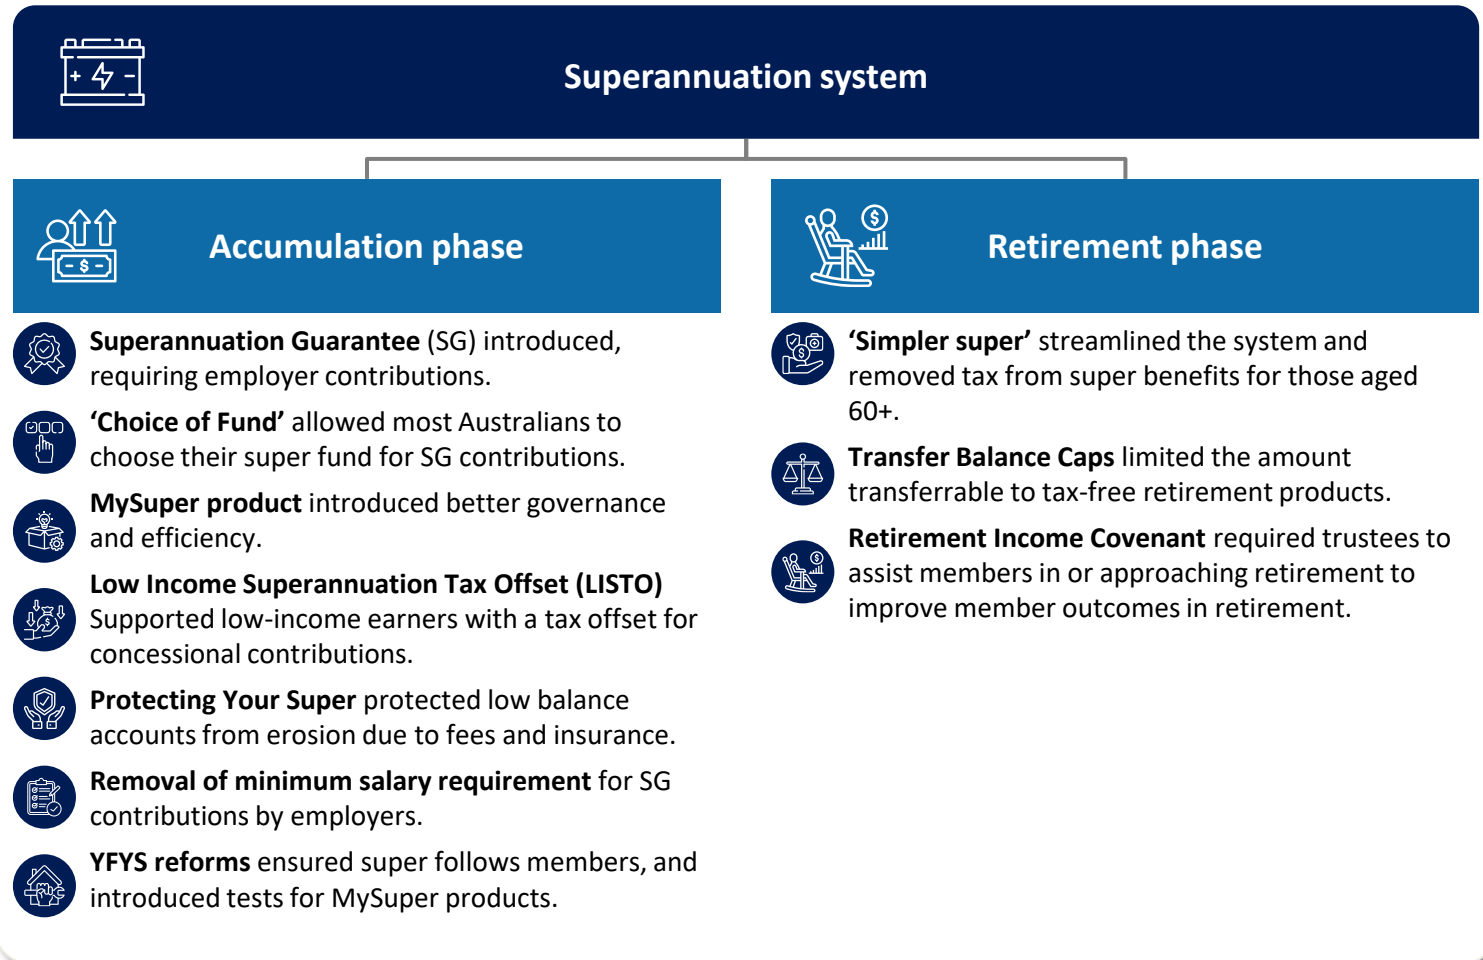 Superannuation system
Accumulation phase
Superannuation Guarantee (SG) introduced,
requiring employer contributions.
‘Choice of Fund’ allowed most Australians to
choose their super fund for SG contributions.
MySuper product introduced better governance
and efficiency.
Low Income Superannuation Tax Offset (LISTO)
Supported low-income earners with a tax offset for
concessional contributions.
Protecting Your Super protected low balance
accounts from erosion due to fees and insurance.
Removal of minimum salary requirement for SG
contributions by employers.
YFYS reforms ensured super follows members, and
introduced tests for MySuper products.
Retirement phase
‘Simpler super’ streamlined the system and
removed tax from super benefits for those aged
60+.
Transfer Balance Caps limited the amount
transferrable to tax-free retirement products.
Retirement Income Covenant required trustees to
assist members in or approaching retirement to
improve member outcomes in retirement.